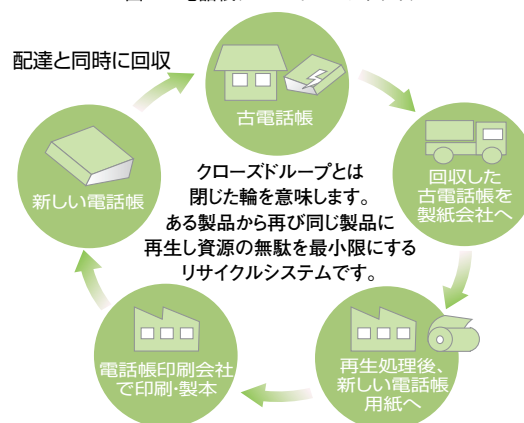 配達と同時に回収
古電話帳
新しい電話帳
回収した
古電話帳を
製紙会社へ
クローズドループとは
閉じた輪を意味します。
ある製品から再び同じ製品に
再生し資源の無駄を最小限にする
リサイクルシステムです。
電話帳印刷会社
で印刷・製本
再生処理後、
新しい電話帳
用紙へ